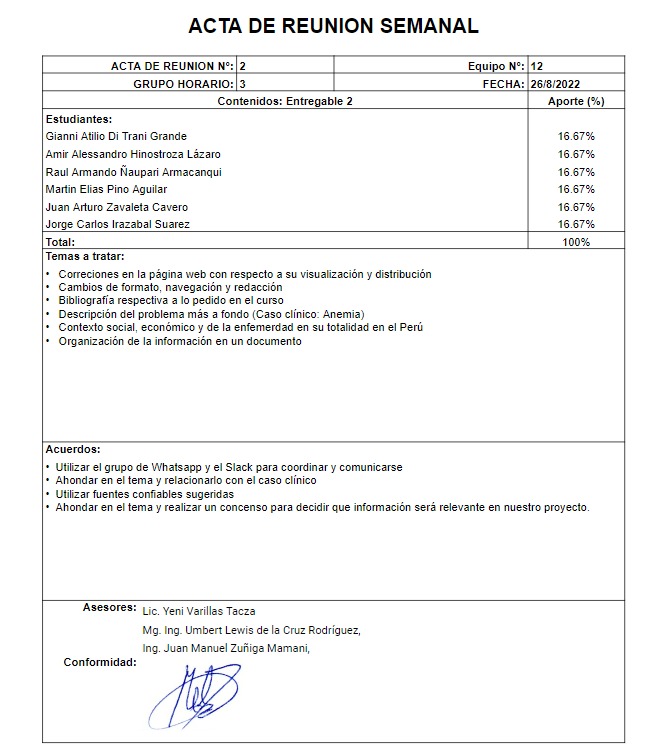 ACTA DE REUNION SEMANAL
ACTA DE REUNION N°: 2 Equipo N°: 12
GRUPO HORARIO: 3 FECHA: 26/8/2022
Contenidos: Entregable 2 Aporte (%)
Estudiantes:
Gianni Atilio Di Trani Grande 16.67%
Amir Alessandro Hinostroza Lázaro 16.67%
Raul Armando Ñaupari Armacanqui 16.67%
Martin Elias Pino Aguilar 16.67%
Juan Arturo Zavaleta Cavero 16.67%
Jorge Carlos Irazabal Suarez 16.67%
Total: 100%
Temas a tratar:
• Correciones en la página web con respecto a su visualización y distribución
• Cambios de formato, navegación y redacción
• Bibliografía respectiva a lo pedido en el curso
• Descripción del problema más a fondo (Caso clínico: Anemia)
• Contexto social, económico y de la enfemerdad en su totalidad en el Perú
• Organización de la información en un documento
Acuerdos:
• Utilizar el grupo de Whatsapp y el Slack para coordinar y comunicarse
• Ahondar en el tema y relacionarlo con el caso clínico
• Utilizar fuentes confiables sugeridas
• Ahondar en el tema y realizar un concenso para decidir que información será relevante en nuestro proyecto.
Asesores: Lic. Yeni Varillas Tacza
Mg. Ing. Umbert Lewis de la Cruz Rodríguez,
Ing. Juan Manuel Zuñiga Mamani,
Conformidad: